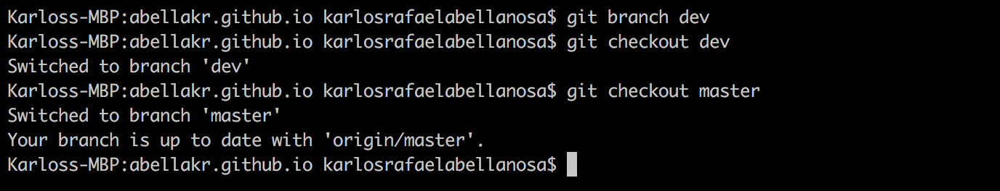 Karloss-MBP:abellakr.github.io karlosrafaelabellanosa$ git branch dev
Karloss-MBP:abellakr.github.io karlosrafaelabellanosa$ git checkout dev
Switched to branch 'dev'
Karloss-MBP:abellakr.github.io karlosrafaelabellanosa$ git checkout master
Switched to branch 'master'
Your branch is up to date with 'origin/master'.
Karloss-MBP:abellakr.github.io karlosrafaelabellanosa$